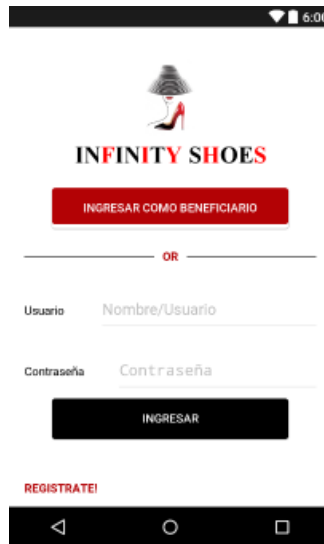 6:00
INFINITY SHOES
INGRESAR COMO BENEFICIARIO
OR
Usuario Nombre/Usuario
Contraseña Contraseña
INGRESAR
REGISTRATE!